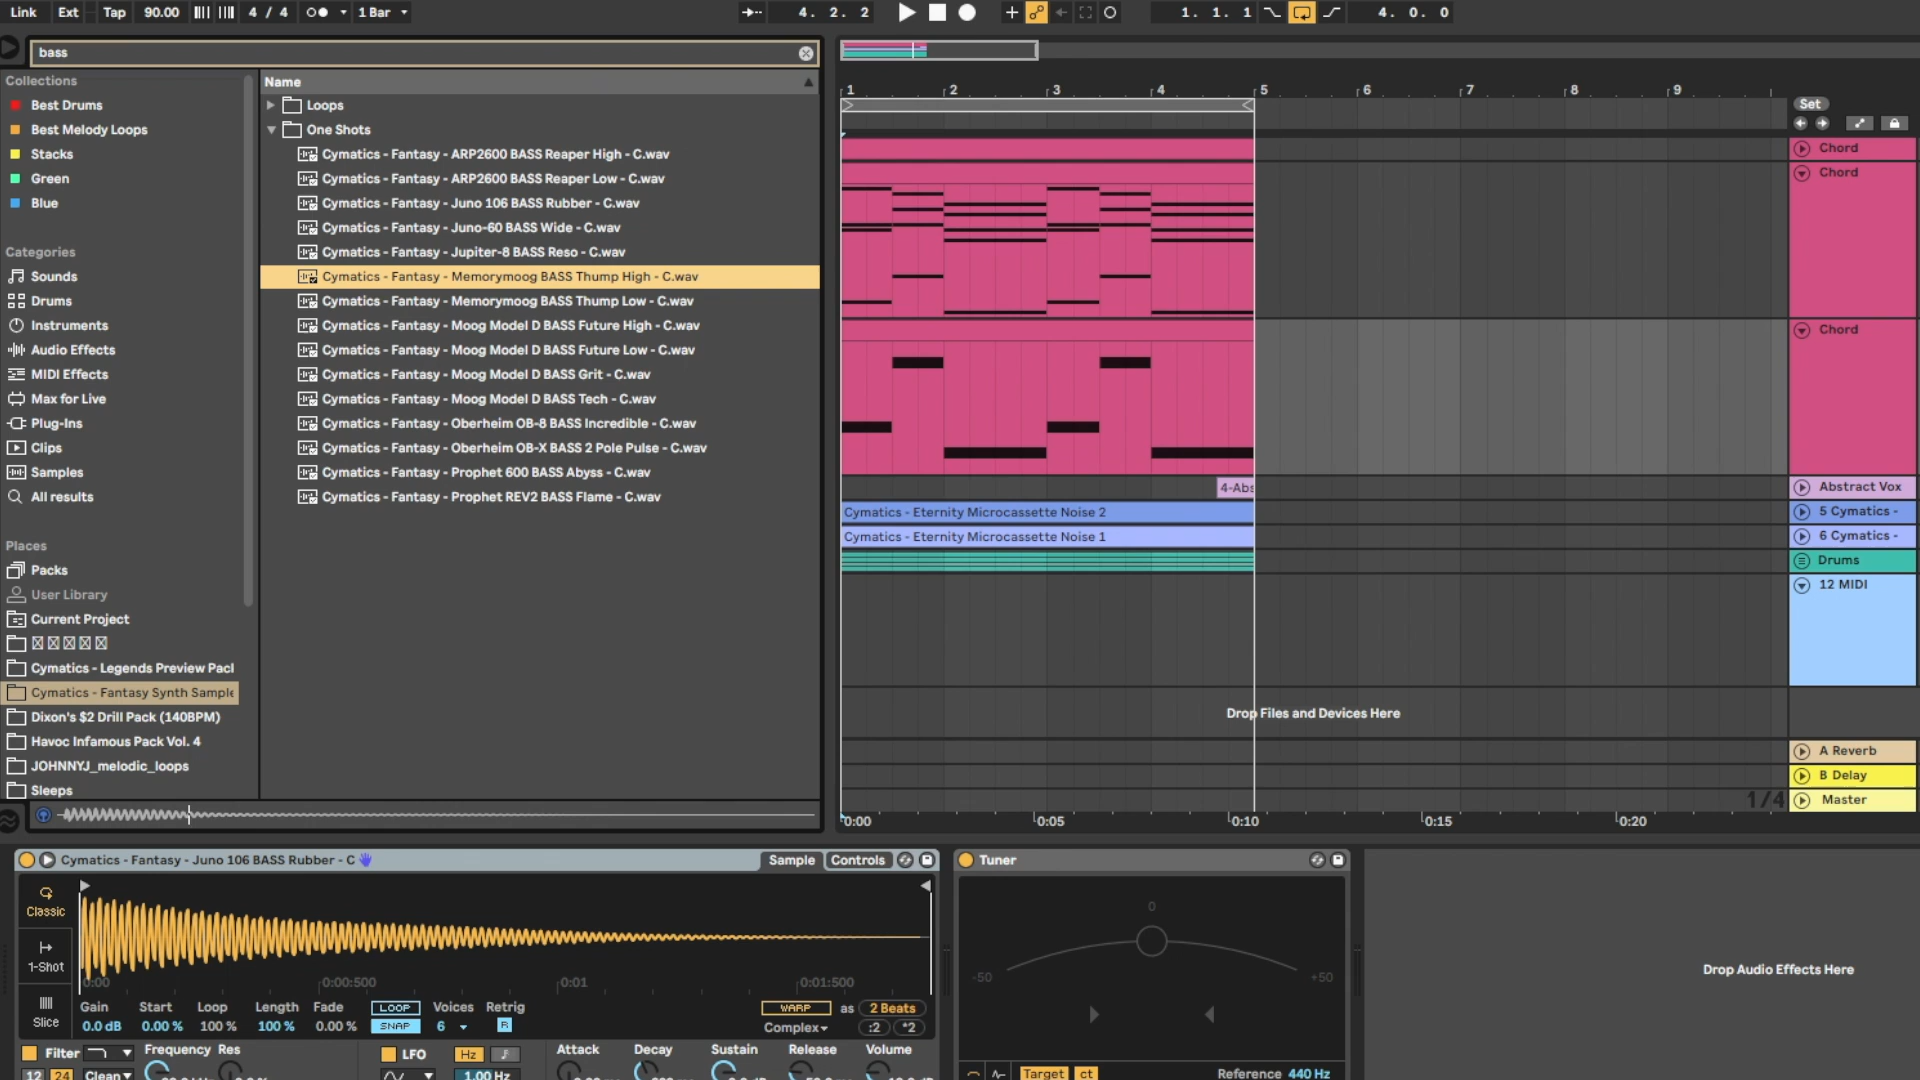 Link Ext Tap 90.00 4 / 4 1 Bar 4. 2. 2 1. 1. 1 4. 0. 0
bass
Collections
Best Drums
Best Melody Loops
Stacks
Green
Blue
Categories
Sounds
Drums
Instruments
Audio Effects
MIDI Effects
Max for Live
Plug-Ins
Clips
Samples
All results
Places
Packs
User Library
Current Project
Cymatics - Legends Preview Pacl
Cymatics - Fantasy Synth Sample
Dixon's $2 Drill Pack (140BPM)
Havoc Infamous Pack Vol. 4
JOHNNYJ_melodic_loops
Sleeps
Name
Loops
One Shots
Cymatics - Fantasy - ARP2600 BASS Reaper High - C.wav
Cymatics - Fantasy - ARP2600 BASS Reaper Low - C.wav
Cymatics - Fantasy - Juno 106 BASS Rubber - C.wav
Cymatics - Fantasy - Juno-60 BASS Wide - C.wav
Cymatics - Fantasy - Jupiter-8 BASS Reso - C.wav
Cymatics - Fantasy - Memorymoog BASS Thump High - C.wav
Cymatics - Fantasy - Memorymoog BASS Thump Low - C.wav
Cymatics - Fantasy - Moog Model D BASS Future High - C.wav
Cymatics - Fantasy - Moog Model D BASS Future Low - C.wav
Cymatics - Fantasy - Moog Model D BASS Grit - C.wav
Cymatics - Fantasy - Moog Model D BASS Tech - C.wav
Cymatics - Fantasy - Oberheim OB-8 BASS Incredible - C.wav
Cymatics - Fantasy - Oberheim OB-X BASS 2 Pole Pulse - C.wav
Cymatics - Fantasy - Prophet 600 BASS Abyss - C.wav
Cymatics - Fantasy - Prophet REV2 BASS Flame - C.wav
1 2 3 4 5 6 7 8 9
Set
Chord
Chord
Chord
4-Abs Abstract Vox
Cymatics - Eternity Microcassette Noise 2 5 Cymatics -
Cymatics - Eternity Microcassette Noise 1 6 Cymatics -
Drums
12 MIDI
Drop Files and Devices Here
A Reverb
B Delay
1/4 Master
0:00 0:05 0:10 0:15 0:20
Cymatics - Fantasy - Juno 106 BASS Rubber - C Sample Controls
Classic
1-Shot
Slice
0:00 0:00:500 0:01 0:01:500
Gain Start Loop Length Fade LOOP Voices Retrig WARP as 2 Beats
0.0 dB 0.00 % 100 % 100 % 0.00 % SNAP 6 R Complex :2 *2
Filter Frequency Res LFO Hz Attack Decay Sustain Release Volume
12 24 Clean 1.00 Hz
Tuner
0
-50 +50
Target ct Reference 440 Hz
Drop Audio Effects Here